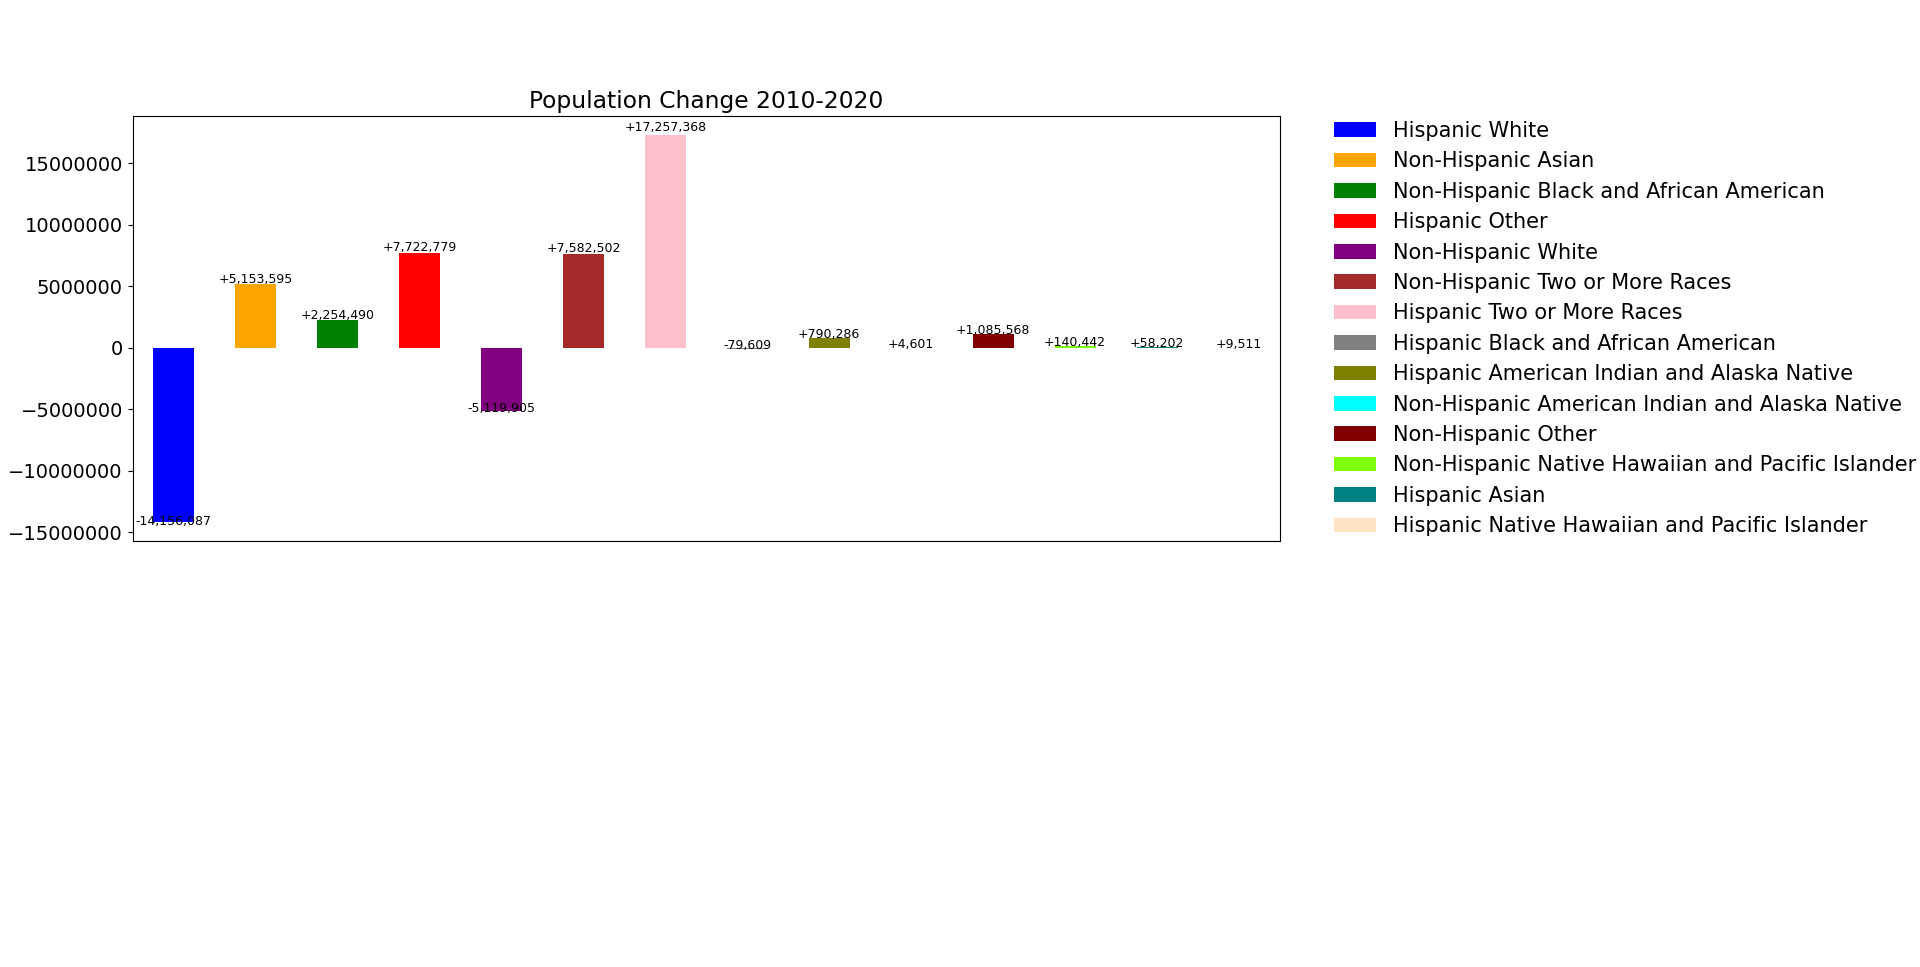 Population Change 2010-2020
15000000
10000000
5000000
0
−5000000
−10000000
−15000000
-14,156,087
+5,153,595
+2,254,490
+7,722,779
-5,119,905
+7,582,502
+17,257,368
-79,609
+790,286
+4,601
+1,085,568
+140,442
+58,202
+9,511
Hispanic White
Non-Hispanic Asian
Non-Hispanic Black and African American
Hispanic Other
Non-Hispanic White
Non-Hispanic Two or More Races
Hispanic Two or More Races
Hispanic Black and African American
Hispanic American Indian and Alaska Native
Non-Hispanic American Indian and Alaska Native
Non-Hispanic Other
Non-Hispanic Native Hawaiian and Pacific Islander
Hispanic Asian
Hispanic Native Hawaiian and Pacific Islander